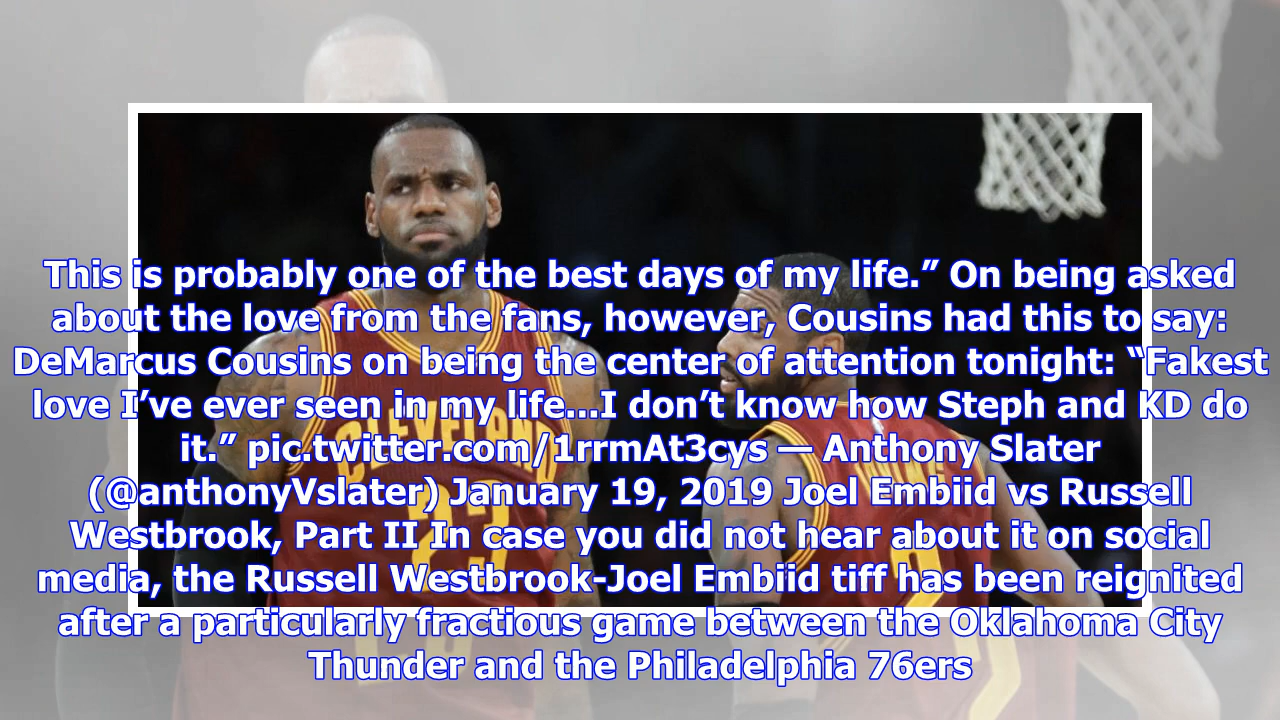 This is probably one of the best days of my life.” On being asked
about the love from the fans, however, Cousins had this to say:
DeMarcus Cousins on being the center of attention tonight: “Fakest
love I’ve ever seen in my life...I don’t know how Steph and KD do
it.” pic.twitter.com/1rrmAt3cys — Anthony Slater
(@anthonyVslater) January 19, 2019 Joel Embiid vs Russell
Westbrook, Part II In case you did not hear about it on social
media, the Russell Westbrook-Joel Embiid tiff has been reignited
after a particularly fractious game between the Oklahoma City
Thunder and the Philadelphia 76ers
CLEVELAND
23